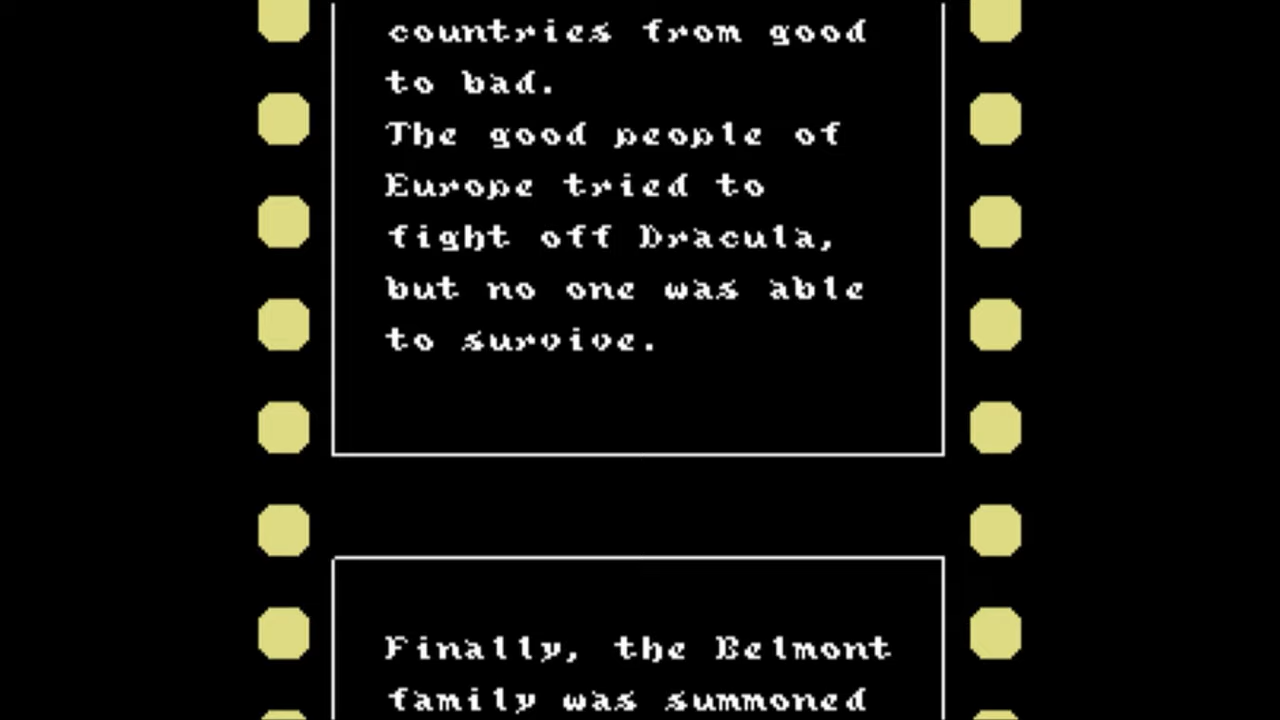 countries from good
to bad.
The good people of
Europe tried to
fight off Dracula,
but no one was able
to survive.
Finally, the Belmont
family was summoned